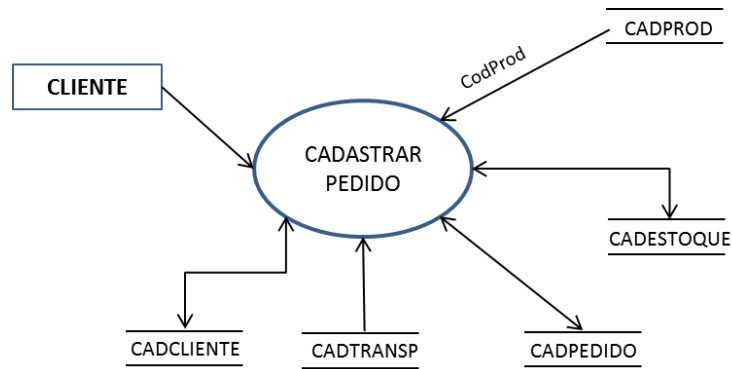 CADPROD
CodProd
CLIENTE
CADASTRAR
PEDIDO
CADESTOQUE
CADCLIENTE
CADTRANSP
CADPEDIDO